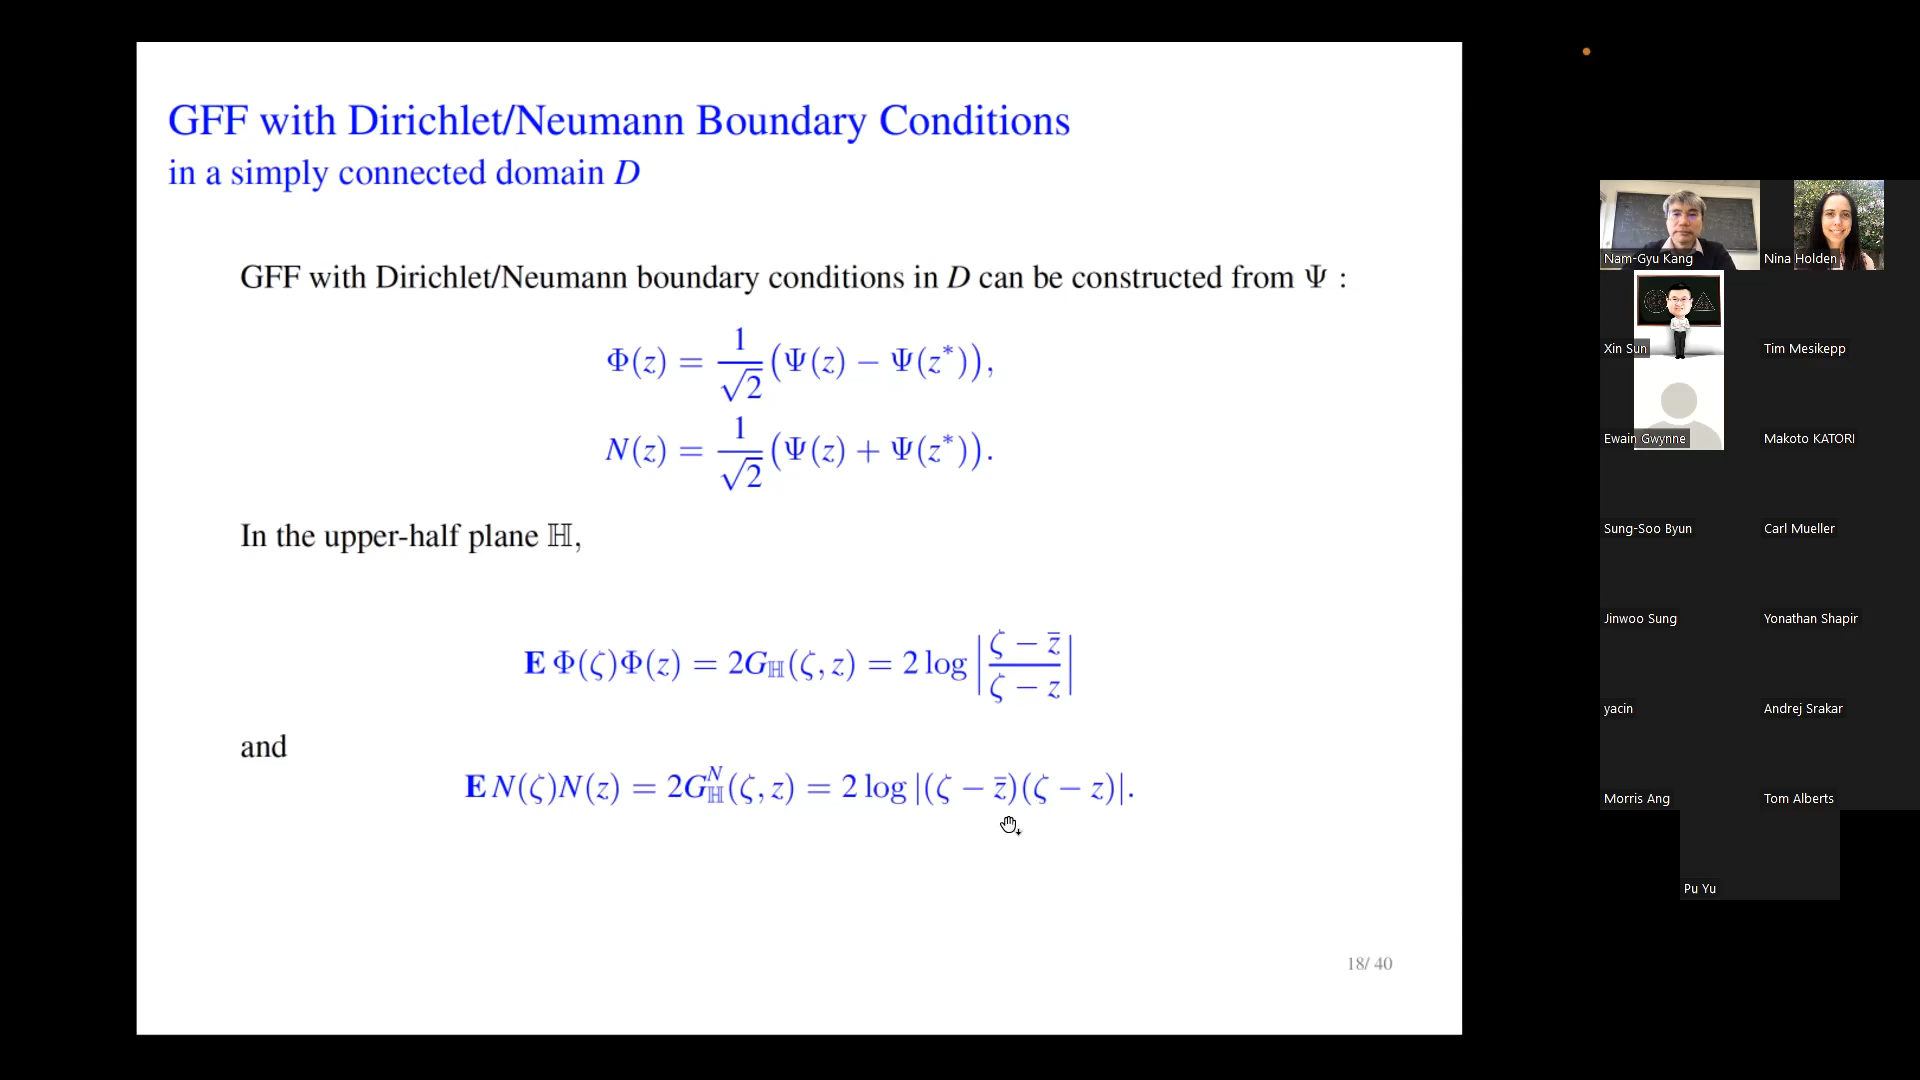 GFF with Dirichlet/Neumann Boundary Conditions
in a simply connected domain D
GFF with Dirichlet/Neumann boundary conditions in D can be constructed from Ψ :
Φ(z) = 1/√2 (Ψ(z) − Ψ(z*)),
N(z) = 1/√2 (Ψ(z) + Ψ(z*)).
In the upper-half plane ℍ,
E Φ(ζ)Φ(z) = 2G_ℍ(ζ, z) = 2 log |(ζ − z̄)/(ζ − z)|
and
E N(ζ)N(z) = 2G_ℍ^N(ζ, z) = 2 log |(ζ − z̄)(ζ − z)|.
18/ 40
Nam-Gyu Kang
Nina Holden
Xin Sun
Tim Mesikepp
Ewain Gwynne
Makoto KATORI
Sung-Soo Byun
Carl Mueller
Jinwoo Sung
Yonathan Shapir
yacin
Andrej Srakar
Morris Ang
Tom Alberts
Pu Yu